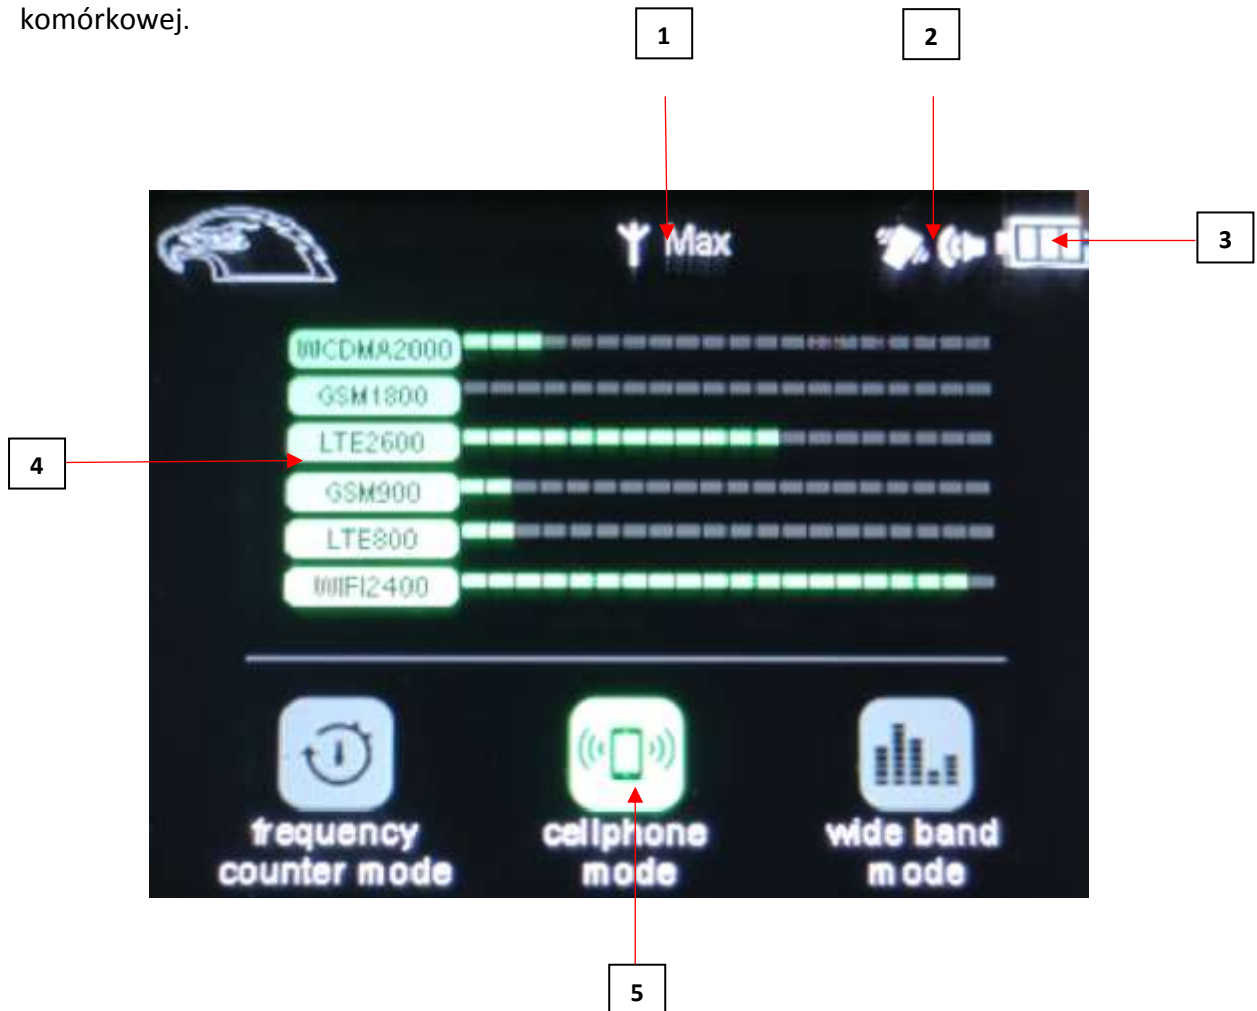 komórkowej.
1
2
Max
3
WCDMA2000
GSM1800
LTE2600
4
GSM900
LTE800
WIFI2400
frequency
counter mode
cellphone
mode
wide band
mode
5